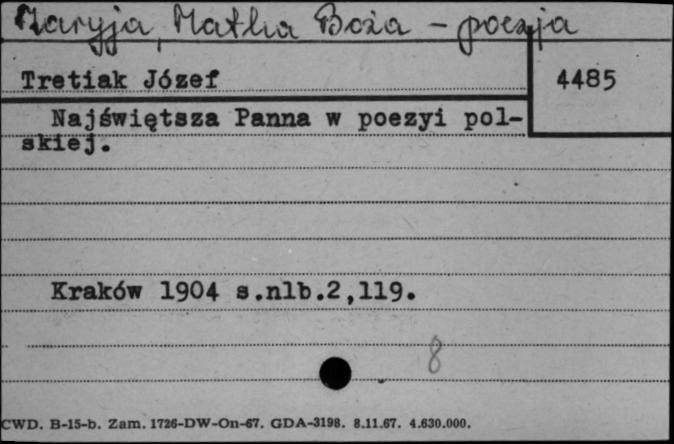 Maryja, Matka Boża - poezja
Tretiak Józef
4485
Najświętsza Panna w poezyi pol-
skiej.
Kraków 1904 s.nlb.2,119.
8
CWD. B-15-b. Zam. 1726-DW-On-67. GDA-3198. 8.11.67. 4.630.000.